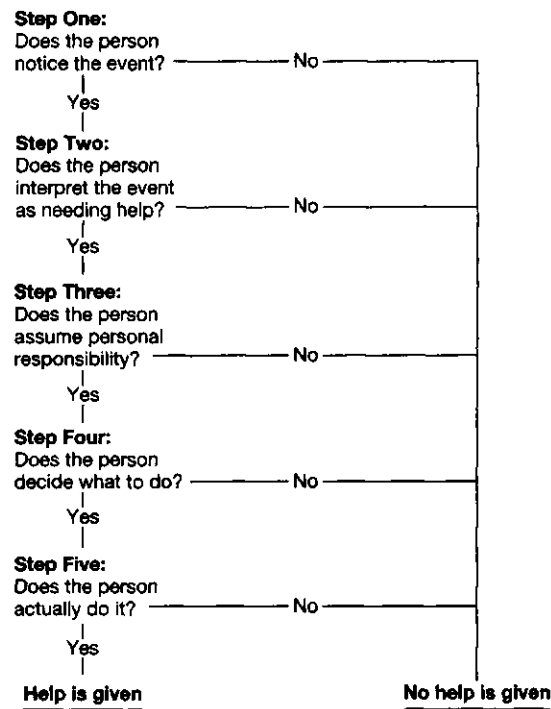 Step One:
Does the person
notice the event? No
Yes
Step Two:
Does the person
interpret the event
as needing help? No
Yes
Step Three:
Does the person
assume personal
responsibility? No
Yes
Step Four:
Does the person
decide what to do? No
Yes
Step Five:
Does the person
actually do it? No
Yes
Help is given No help is given